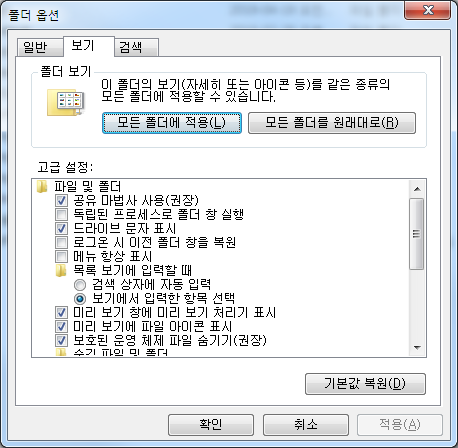 폴더 옵션
일반
보기
검색
폴더 보기
이 폴더의 보기(자세히 또는 아이콘 등)를 같은 종류의
모든 폴더에 적용할 수 있습니다.
모든 폴더에 적용(L)
모든 폴더를 원래대로(R)
고급 설정:
파일 및 폴더
공유 마법사 사용(권장)
독립된 프로세스로 폴더 창 실행
드라이브 문자 표시
로그온 시 이전 폴더 창을 복원
메뉴 항상 표시
목록 보기에 입력할 때
검색 상자에 자동 입력
보기에서 입력한 항목 선택
미리 보기 창에 미리 보기 처리기 표시
미리 보기에 파일 아이콘 표시
보호된 운영 체제 파일 숨기기(권장)
숨김 파일 및 폴더
기본값 복원(D)
확인
취소
적용(A)